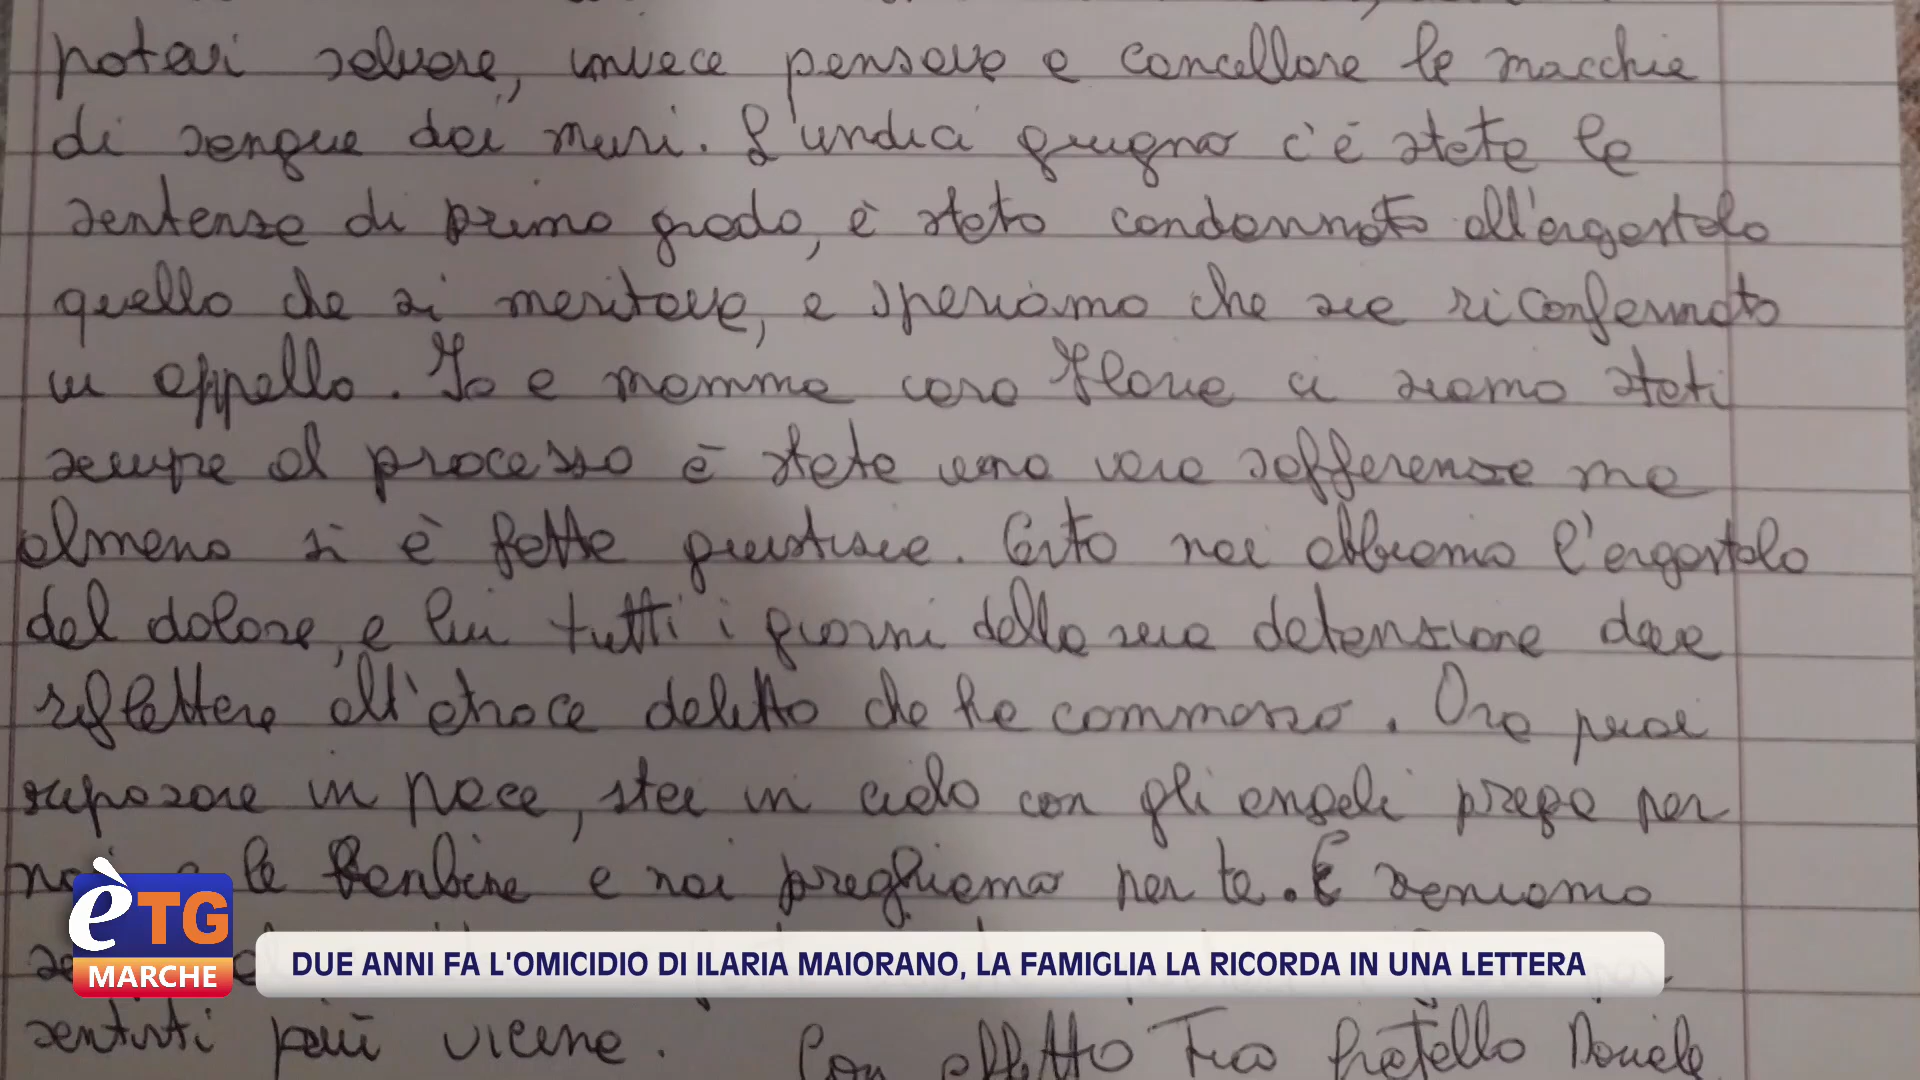 potevi salvare, invece pensava a cancellare le macchie
di sangue dai muri. L'undici giugno c'è stata la
sentenza di primo grado, è stato condannato all'ergastolo
quello che si meritava, e speriamo che sia riconfermato
in appello. Io e mamma cara Ilaria ci siamo stati
sempre al processo è stata una vera sofferenza ma
almeno si è fatta giustizia. Certo noi abbiamo l'ergastolo
del dolore, e lui tutti i giorni della sua detenzione deve
riflettere all'atroce delitto che ha commesso. Ora puoi
riposare in pace, stai in cielo con gli angeli prega per
noi e le bambine e noi preghiamo per te. E veniamo
sentirti più vicina. Con affetto Tuo fratello Daniele
è TG
MARCHE
DUE ANNI FA L'OMICIDIO DI ILARIA MAIORANO, LA FAMIGLIA LA RICORDA IN UNA LETTERA